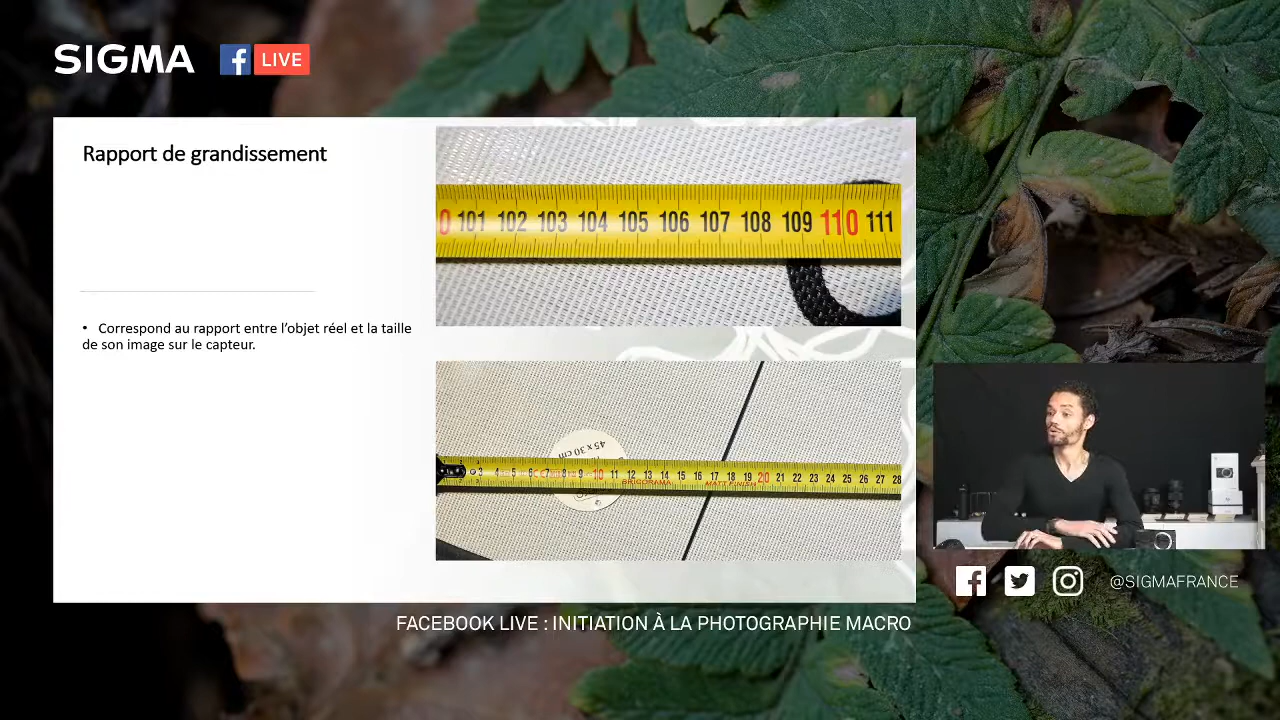 SIGMA
f LIVE
Rapport de grandissement
0 101 102 103 104 105 106 107 108 109 110 111
• Correspond au rapport entre l’objet réel et la taille
de son image sur le capteur.
45 x 30 cm
3 4 5 6 7 8 9 10 11 12 13 14 15 16 17 18 19 20 21 22 23 24 25 26 27 28
BRICORAMA MATT FINISH
@SIGMAFRANCE
FACEBOOK LIVE : INITIATION À LA PHOTOGRAPHIE MACRO